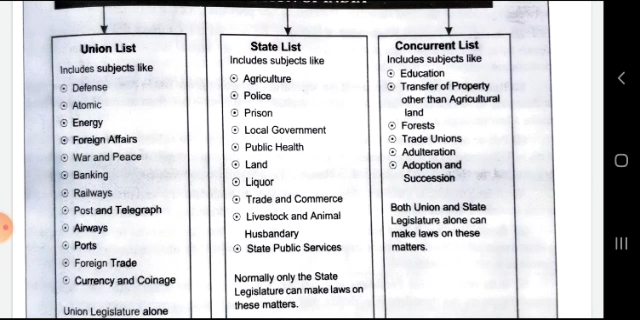 Union List
Includes subjects like
Defense
Atomic
Energy
Foreign Affairs
War and Peace
Banking
Railways
Post and Telegraph
Airways
Ports
Foreign Trade
Currency and Coinage
Union Legislature alone
State List
Includes subjects like
Agriculture
Police
Prison
Local Government
Public Health
Land
Liquor
Trade and Commerce
Livestock and Animal
Husbandary
State Public Services
Normally only the State
Legislature can make laws on
these matters.
Concurrent List
Includes subjects like
Education
Transfer of Property
other than Agricultural
land
Forests
Trade Unions
Adulteration
Adoption and
Succession
Both Union and State
Legislature alone can
make laws on these
matters.